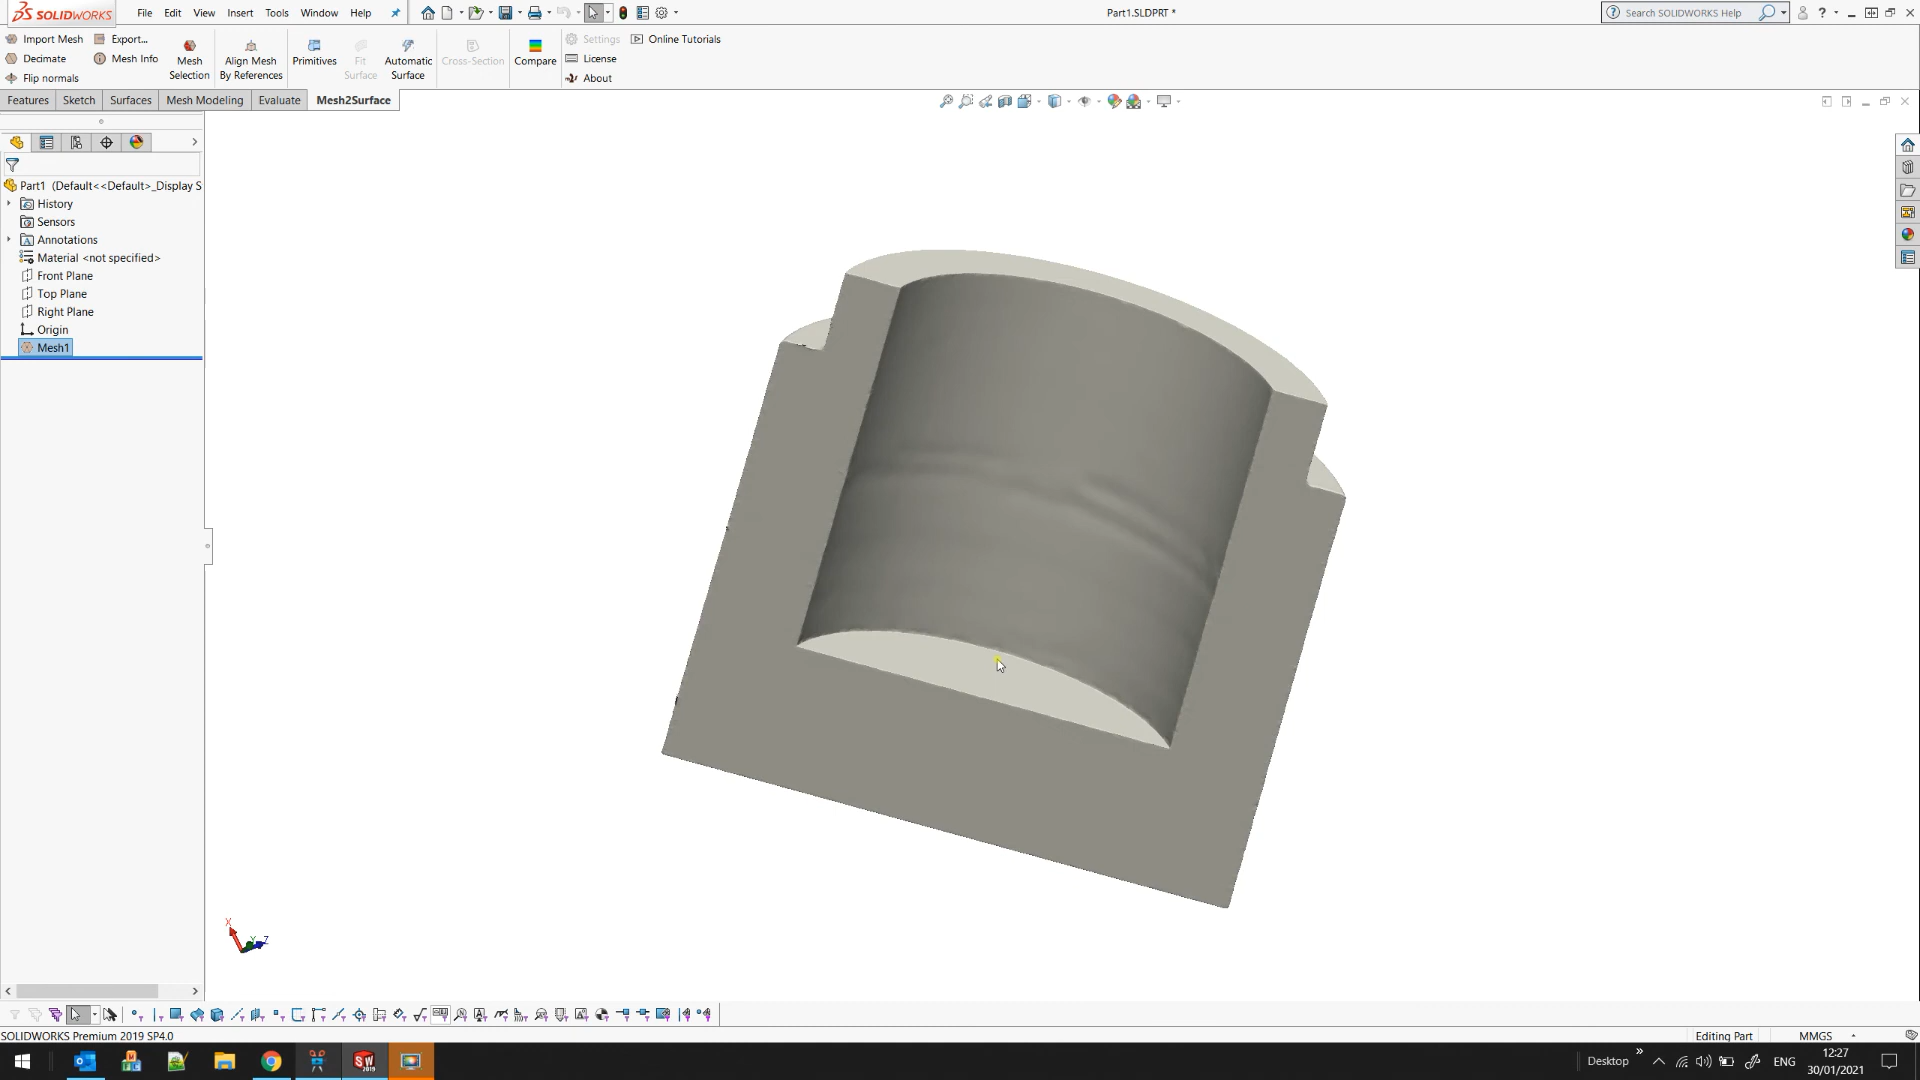 SOLIDWORKS
File Edit View Insert Tools Window Help
Part1.SLDPRT *
Search SOLIDWORKS Help
Import Mesh
Export...
Decimate
Mesh Info
Flip normals
Mesh Selection
Align Mesh By References
Primitives
Fit Surface
Automatic Surface
Cross-Section
Compare
Settings
Online Tutorials
License
About
Features Sketch Surfaces Mesh Modeling Evaluate Mesh2Surface
Part1 (Default<<Default>_Display S
History
Sensors
Annotations
Material <not specified>
Front Plane
Top Plane
Right Plane
Origin
Mesh1
X
Y
Z
SOLIDWORKS Premium 2019 SP4.0
Editing Part
MMGS
Desktop
ENG
12:27
30/01/2021